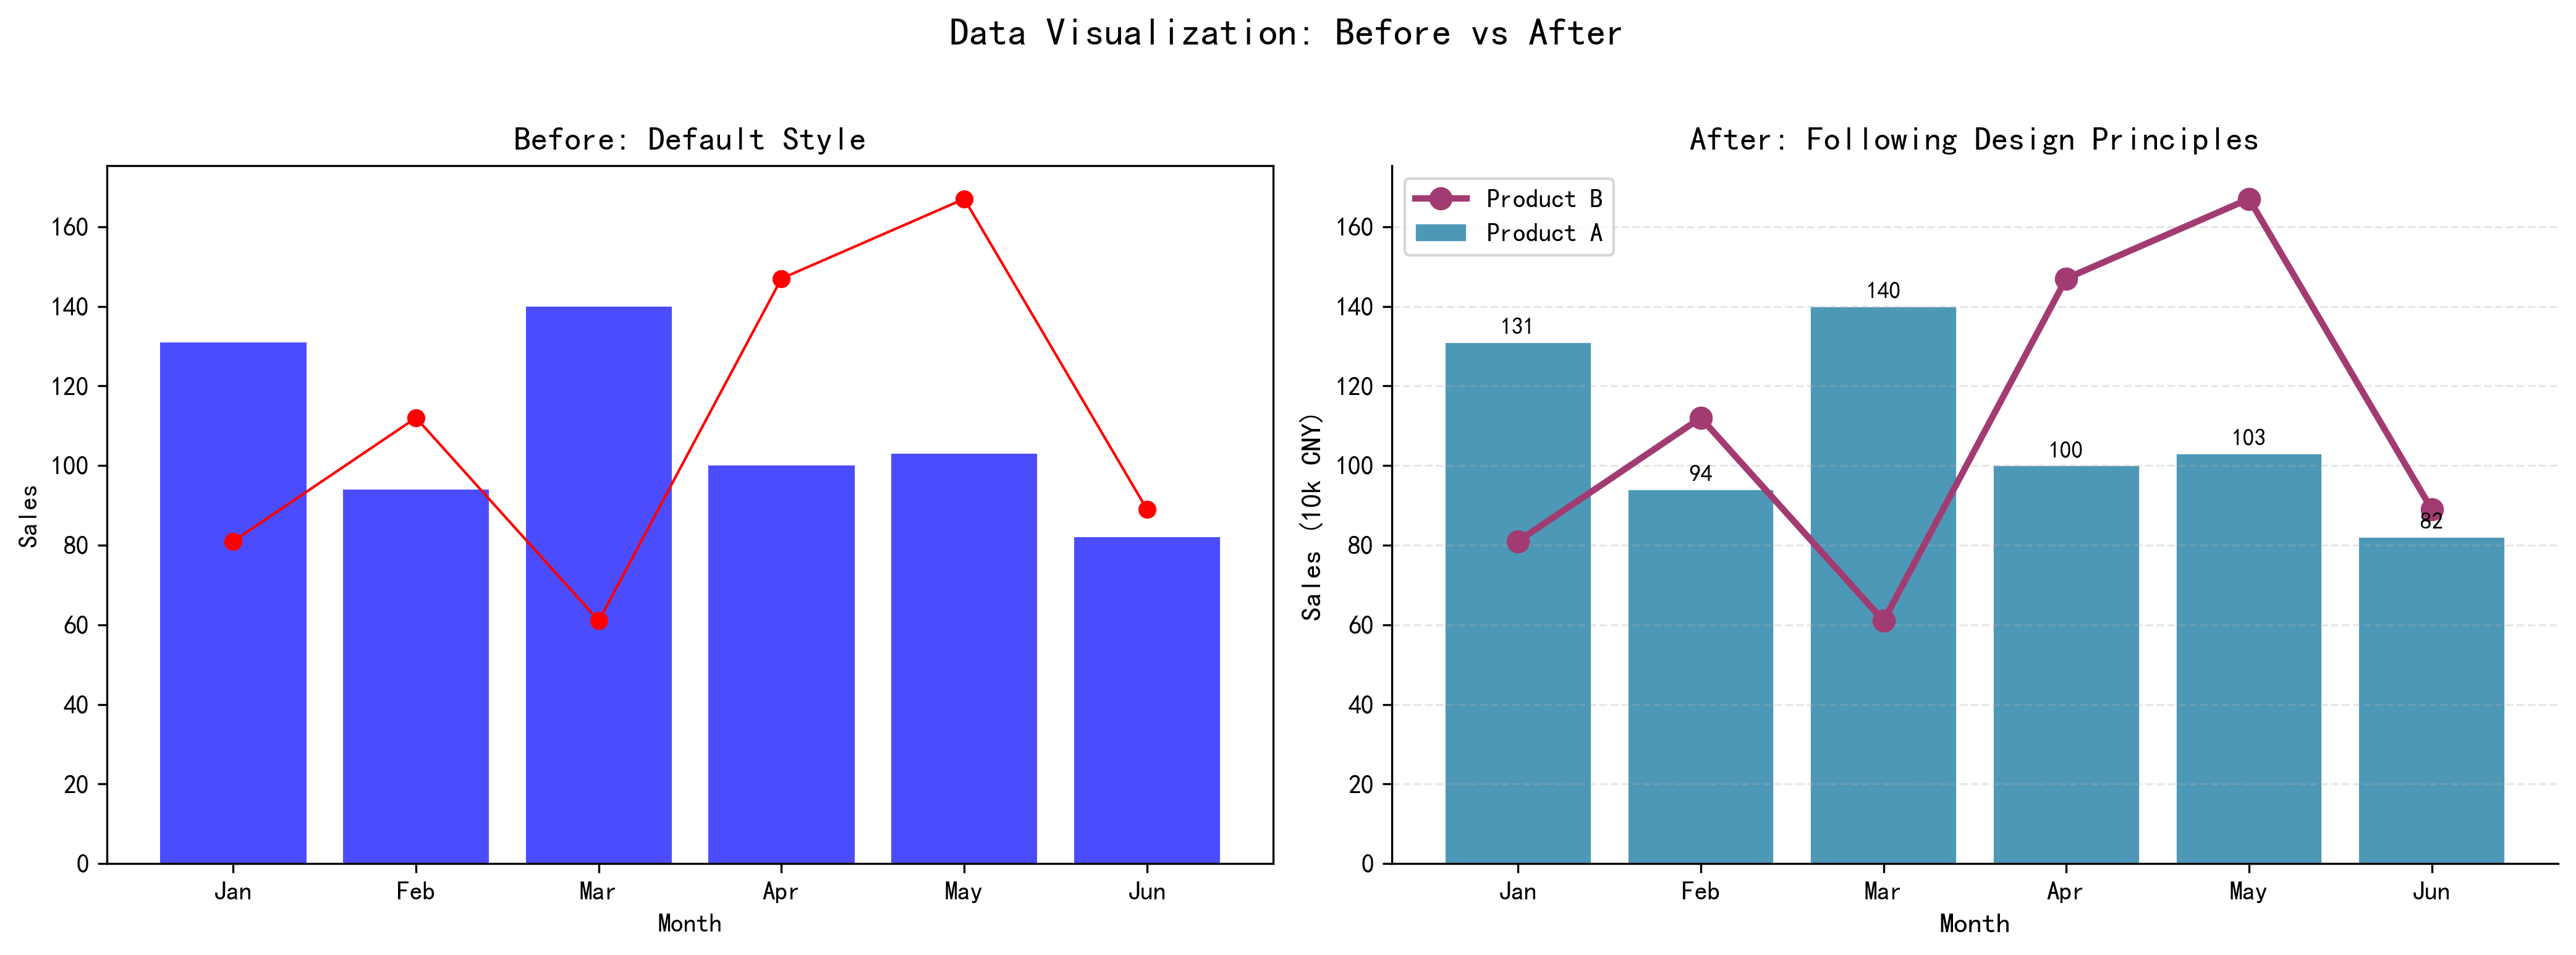 Data Visualization: Before vs After
Before: Default Style
160
140
120
100
80
60
40
20
0
Sales
Jan Feb Mar Apr May Jun
Month
After: Following Design Principles
Product B
Product A
160
140
120
100
80
60
40
20
0
Sales (10k CNY)
131
94
140
100
103
82
Jan Feb Mar Apr May Jun
Month